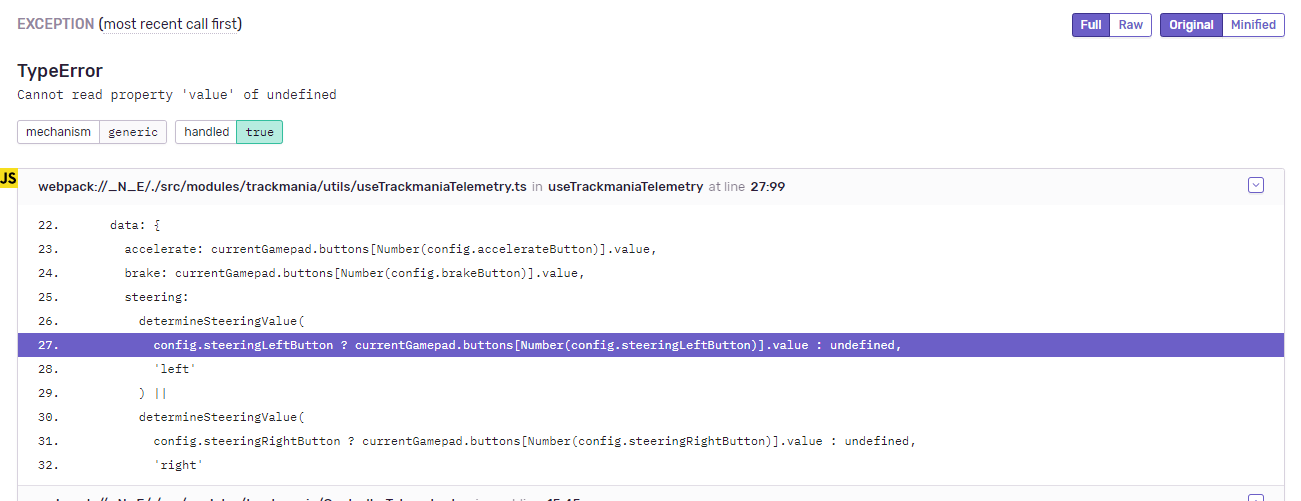 EXCEPTION (most recent call first) Full Raw Original Minified
TypeError
Cannot read property 'value' of undefined
mechanism generic handled true
JS
webpack://_N_E/./src/modules/trackmania/utils/useTrackmaniaTelemetry.ts in useTrackmaniaTelemetry at line 27:99
22. data: {
23. accelerate: currentGamepad.buttons[Number(config.accelerateButton)].value,
24. brake: currentGamepad.buttons[Number(config.brakeButton)].value,
25. steering:
26. determineSteeringValue(
27. config.steeringLeftButton ? currentGamepad.buttons[Number(config.steeringLeftButton)].value : undefined,
28. 'left'
29. ) ||
30. determineSteeringValue(
31. config.steeringRightButton ? currentGamepad.buttons[Number(config.steeringRightButton)].value : undefined,
32. 'right'